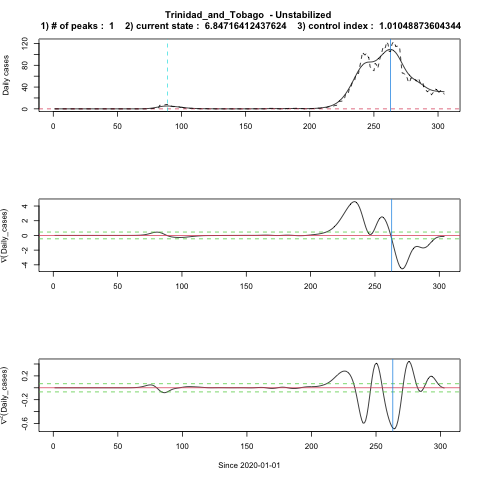 Trinidad_and_Tobago - Unstabilized
1) # of peaks : 1 2) current state : 6.84716412437624 3) control index : 1.01048873604344
Daily cases
0 40 80 120
0 50 100 150 200 250 300
∇(Daily_cases)
-4 -2 0 2 4
0 50 100 150 200 250 300
∇²(Daily_cases)
-0.6 -0.2 0.2
0 50 100 150 200 250 300
Since 2020-01-01